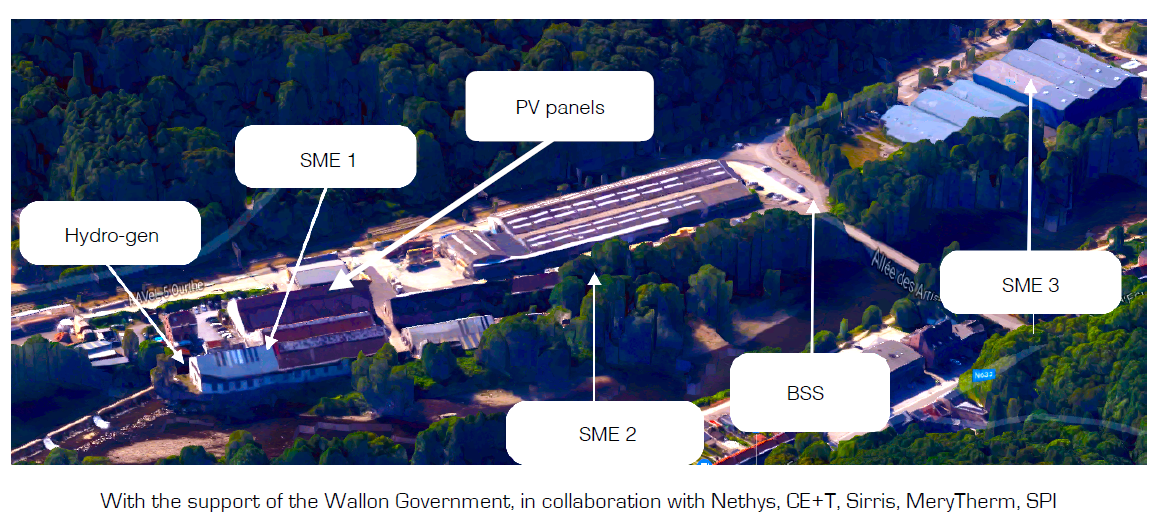 PV panels
SME 1
Hydro-gen
SME 3
BSS
SME 2
Allée des
N633
With the support of the Wallon Government, in collaboration with Nethys, CE+T, Sirris, MeryTherm, SPI